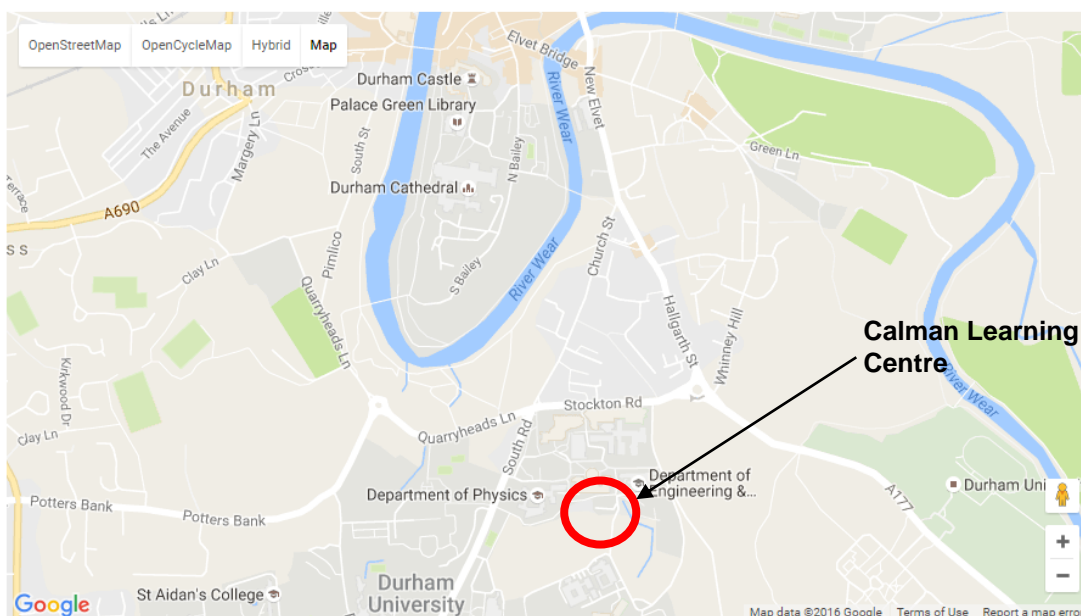 OpenStreetMap
OpenCycleMap
Hybrid
Map
Elvet Bridge
Durham
Durham Castle
Palace Green Library
River Wear
New Elvet
The Avenue
Margery Ln
South St
N Bailey
Green Ln
Durham Cathedral
A690
S S
Pimlico
Clay Ln
S Bailey
River Wear
Church St
Quarryheads Ln
Hallgarth St
Whinney Hill
Calman Learning
Centre
River Wear
Kirkwood Dr
Stockton Rd
Clay Ln
Quarryheads Ln
South Rd
Department of Physics
Department of
Engineering &...
Durham Uni
A177
Potters Bank
Potters Bank
St Aidan's College
Durham
University
Google
Map data ©2016 Google
Terms of Use
Report a map erro